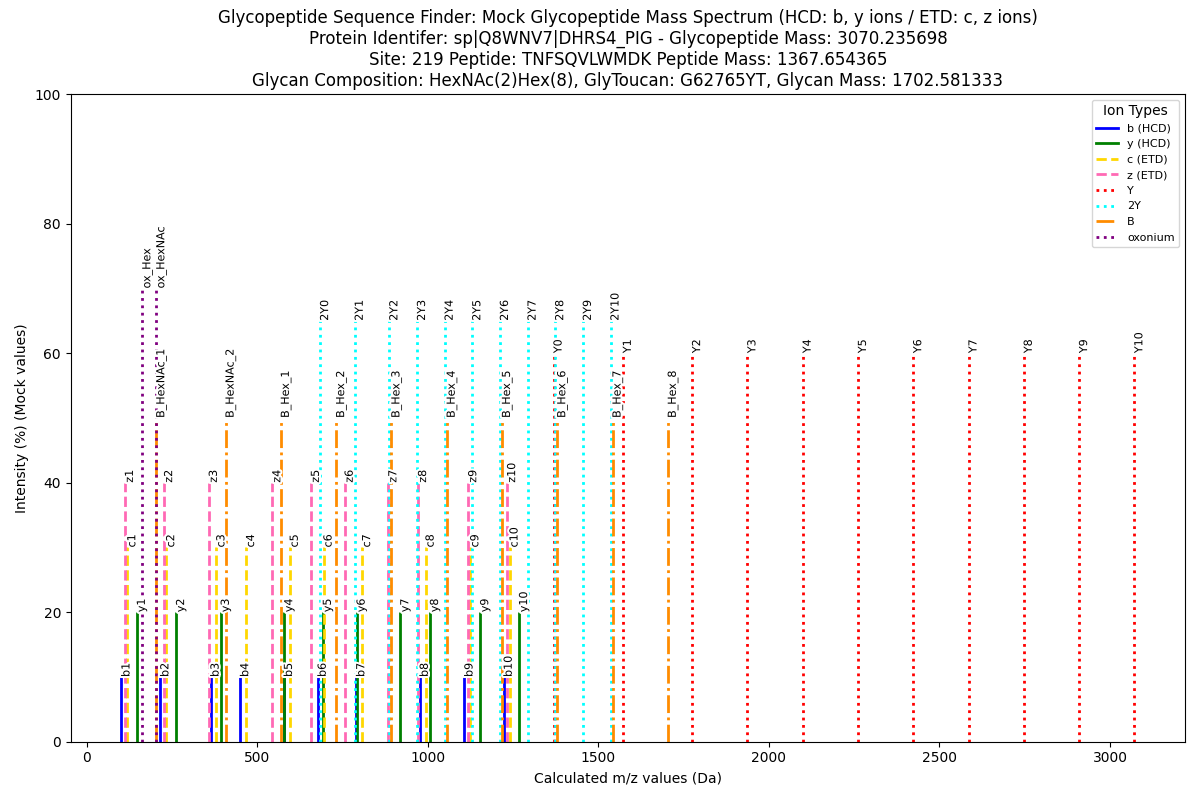 Glycopeptide Sequence Finder: Mock Glycopeptide Mass Spectrum (HCD: b, y ions / ETD: c, z ions)
Protein Identifer: sp|Q8WNV7|DHRS4_PIG - Glycopeptide Mass: 3070.235698
Site: 219 Peptide: TNFSQVLWMDK Peptide Mass: 1367.654365
Glycan Composition: HexNAc(2)Hex(8), GlyToucan: G62765YT, Glycan Mass: 1702.581333
Intensity (%) (Mock values)
100
80
60
40
20
0
Ion Types
b (HCD)
y (HCD)
c (ETD)
z (ETD)
Y
2Y
B
oxonium
ox_Hex
ox_HexNAc
2Y0
2Y1
2Y2
2Y3
2Y4
2Y5
2Y6
2Y7
2Y8
2Y9
2Y10
Y0
Y1
Y2
Y3
Y4
Y5
Y6
Y7
Y8
Y9
Y10
B_HexNAc_1
B_HexNAc_2
B_Hex_1
B_Hex_2
B_Hex_3
B_Hex_4
B_Hex_5
B_Hex_6
B_Hex_7
B_Hex_8
z1
z2
z3
z4
z5
z6
z7
z8
z9
z10
c1
c2
c3
c4
c5
c6
c7
c8
c9
c10
y1
y2
y3
y4
y5
y6
y7
y8
y9
y10
b1
b2
b3
b4
b5
b6
b7
b8
b9
b10
0
500
1000
1500
2000
2500
3000
Calculated m/z values (Da)